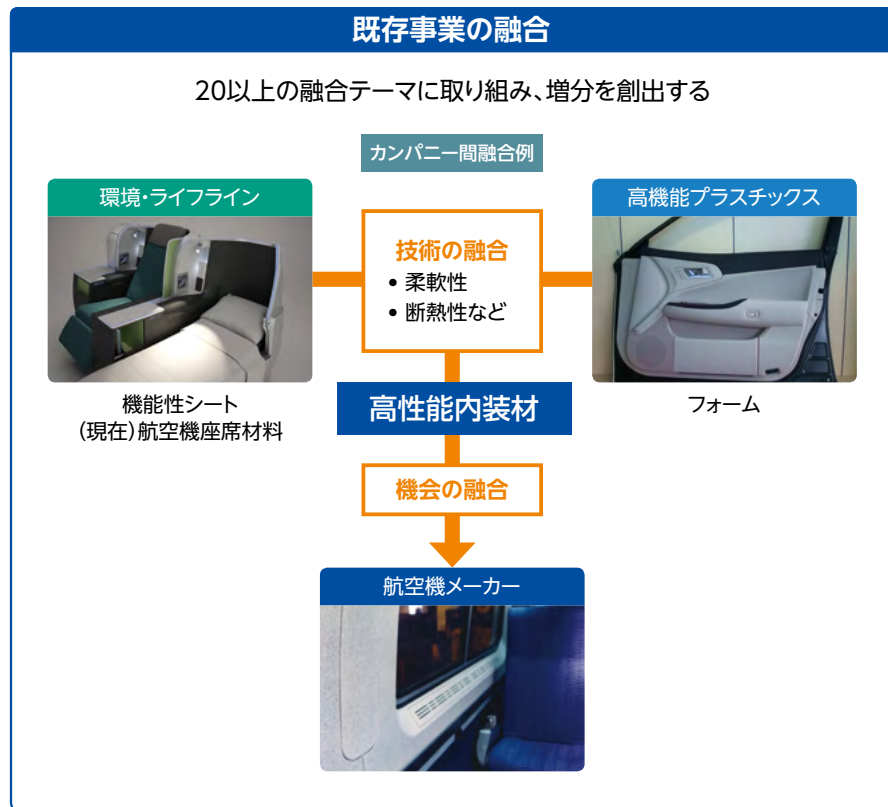 既存事業の融合
20以上の融合テーマに取り組み、増分を創出する
カンパニー間融合例
環境・ライフライン
高機能プラスチックス
技術の融合
• 柔軟性
• 断熱性など
機能性シート
(現在)航空機座席材料
フォーム
高性能内装材
機会の融合
航空機メーカー